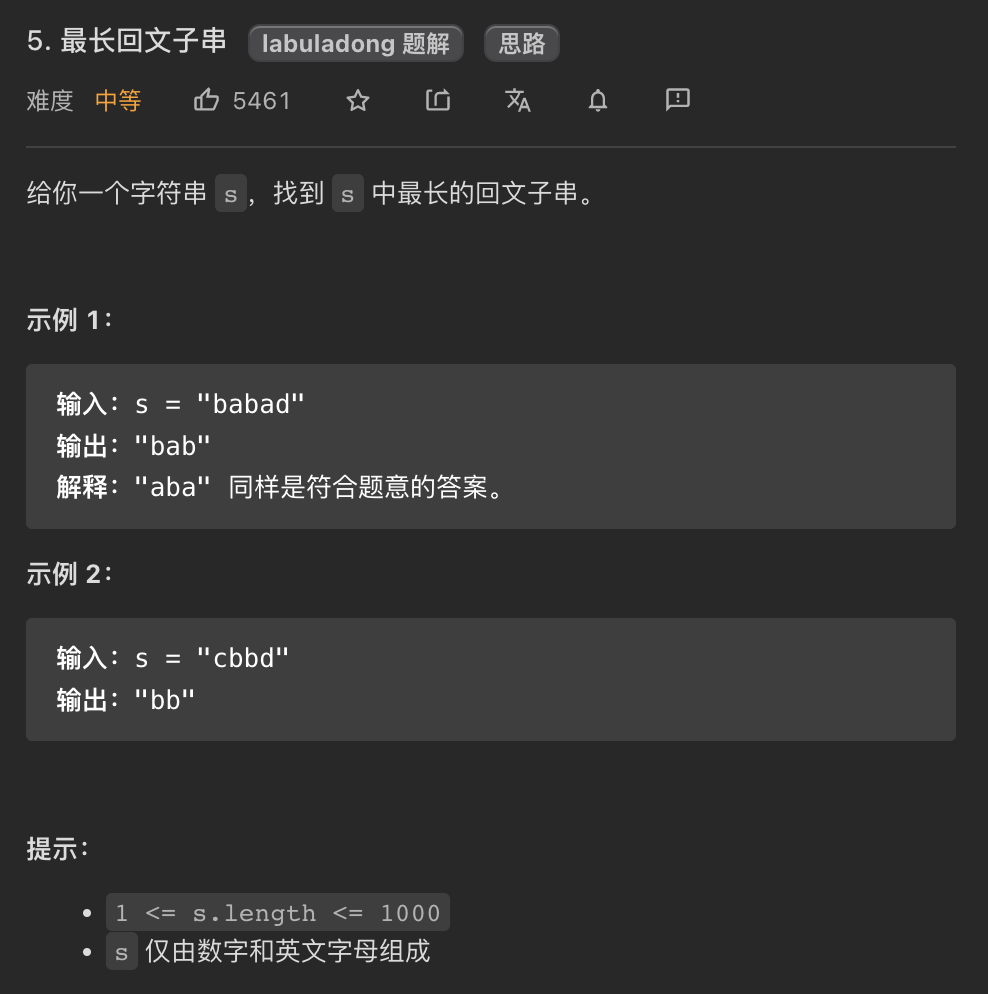 5. 最长回文子串 labuladong 题解 思路
难度 中等 5461
给你一个字符串 s，找到 s 中最长的回文子串。
示例 1：
输入：s = "babad"
输出："bab"
解释："aba" 同样是符合题意的答案。
示例 2：
输入：s = "cbbd"
输出："bb"
提示：
1 <= s.length <= 1000
s 仅由数字和英文字母组成